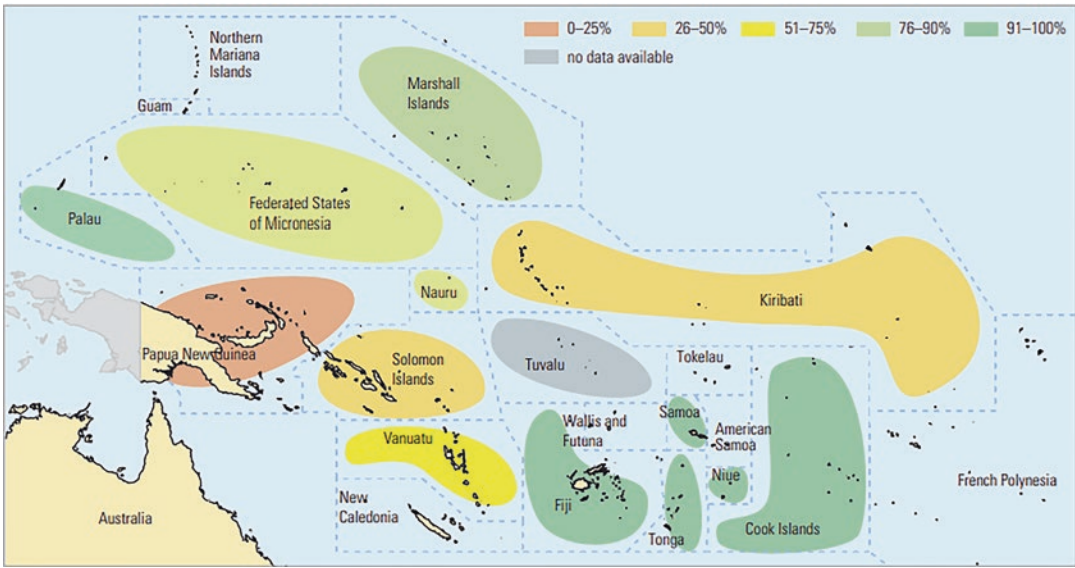 0–25%
26–50%
51–75%
76–90%
91–100%
no data available
Northern
Mariana
Islands
Guam
Marshall
Islands
Federated States
of Micronesia
Palau
Nauru
Kiribati
Papua New Guinea
Solomon
Islands
Tuvalu
Tokelau
Wallis and
Futuna
Samoa
American
Samoa
Vanuatu
Niue
French Polynesia
New
Caledonia
Fiji
Australia
Tonga
Cook Islands